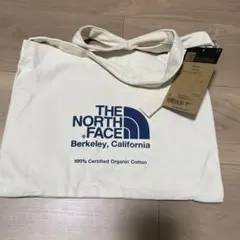 THE
NORTH
FACE
Berkeley, California
100% Certified Organic Cotton